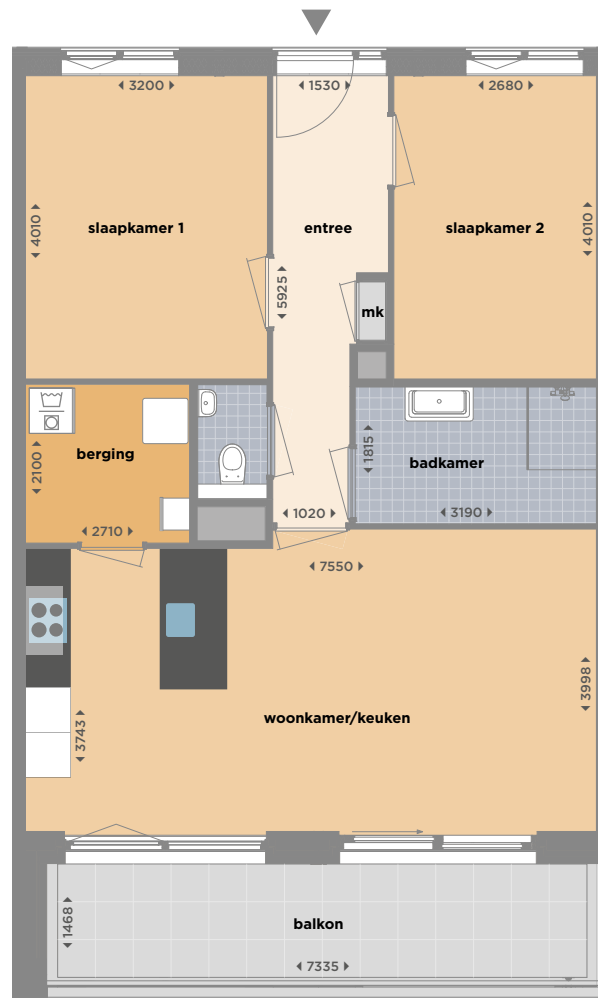 3200
1530
2680
4010
slaapkamer 1
entree
slaapkamer 2
4010
5925
mk
2100
berging
1815
badkamer
2710
1020
3190
7550
3743
woonkamer/keuken
3998
1468
balkon
7335